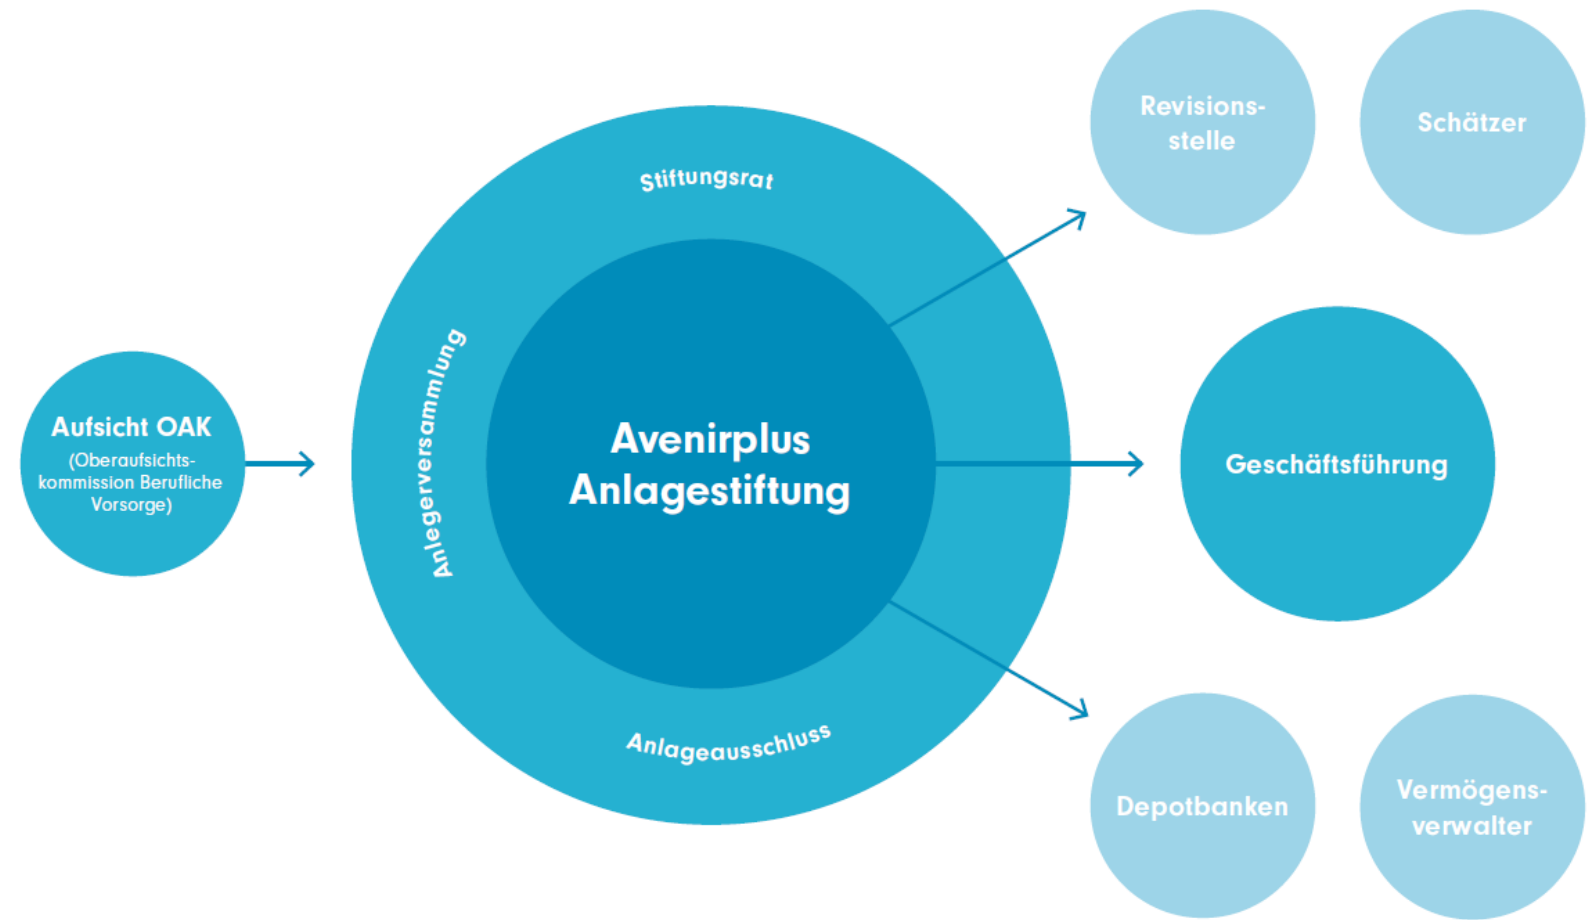 Aufsicht OAK
(Oberaufsichts-
kommission Berufliche
Vorsorge)
Stiftungsrat
Anlegerversammlung
Avenirplus
Anlagestiftung
Anlageausschluss
Revisions-
stelle
Schätzer
Geschäftsführung
Depotbanken
Vermögens-
verwalter